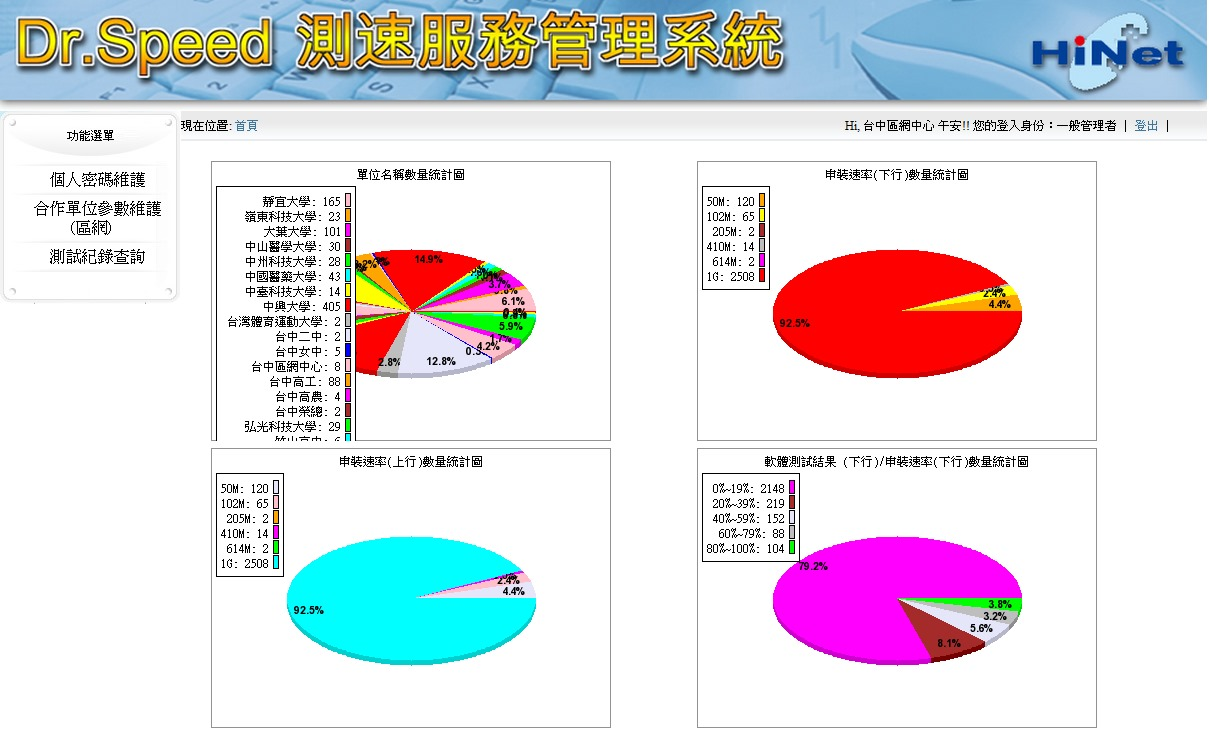 Dr.Speed 測速服務管理系統
HiNet
功能選單
個人密碼維護
合作單位參數維護
(區網)
測試紀錄查詢
現在位置: 首頁
Hi, 台中區網中心 午安!! 您的登入身份：一般管理者 | 登出 |
單位名稱數量統計圖
靜宜大學: 165
嶺東科技大學: 23
大葉大學: 101
中山醫學大學: 30
中州科技大學: 28
中國醫藥大學: 43
中臺科技大學: 14
中興大學: 405
台灣體育運動大學: 2
台中二中: 2
台中女中: 5
台中區網中心: 8
台中高工: 88
台中高農: 4
台中榮總: 2
弘光科技大學: 29
14.9%
3.7%
6.1%
5.9%
4.2%
12.8%
2.8%
申裝速率(下行)數量統計圖
50M: 120
102M: 65
205M: 2
410M: 14
614M: 2
1G: 2508
2.4%
4.4%
92.5%
申裝速率(上行)數量統計圖
50M: 120
102M: 65
205M: 2
410M: 14
614M: 2
1G: 2508
2.4%
4.4%
92.5%
軟體測試結果 (下行)/申裝速率(下行)數量統計圖
0%~19%: 2148
20%~39%: 219
40%~59%: 152
60%~79%: 88
80%~100%: 104
79.2%
3.8%
3.2%
5.6%
8.1%